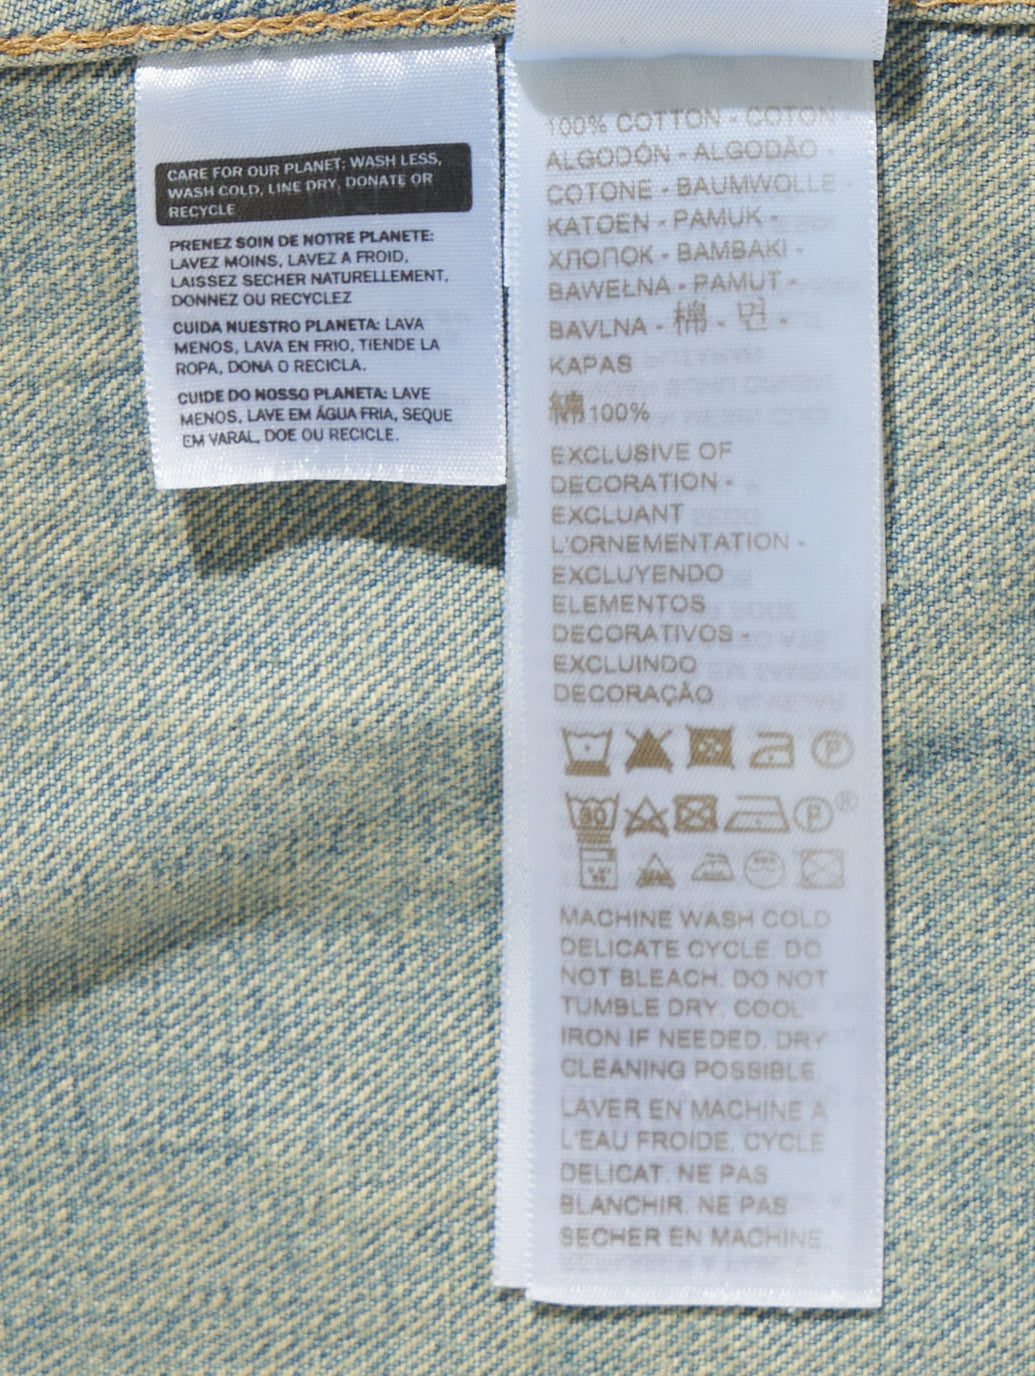 CARE FOR OUR PLANET: WASH LESS,
WASH COLD, LINE DRY, DONATE OR
RECYCLE
PRENEZ SOIN DE NOTRE PLANETE:
LAVEZ MOINS, LAVEZ A FROID,
LAISSEZ SECHER NATURELLEMENT,
DONNEZ OU RECYCLEZ
CUIDA NUESTRO PLANETA: LAVA
MENOS, LAVA EN FRIO, TIENDE LA
ROPA, DONA O RECICLA.
CUIDE DO NOSSO PLANETA: LAVE
MENOS, LAVE EM ÁGUA FRIA, SEQUE
EM VARAL, DOE OU RECICLE.
100% COTTON - COTON -
ALGODÓN - ALGODÃO -
COTONE - BAUMWOLLE -
KATOEN - PAMUK -
ХЛОПОК - BAMBAKI -
BAWEŁNA - PAMUT -
BAVLNA - 棉 - 면 -
KAPAS
綿100%
EXCLUSIVE OF
DECORATION -
EXCLUANT
L'ORNEMENTATION -
EXCLUYENDO
ELEMENTOS
DECORATIVOS -
EXCLUINDO
DECORAÇÃO
P
30 P®
MACHINE WASH COLD
DELICATE CYCLE. DO
NOT BLEACH. DO NOT
TUMBLE DRY. COOL
IRON IF NEEDED. DRY
CLEANING POSSIBLE.
LAVER EN MACHINE A
L'EAU FROIDE, CYCLE
DELICAT. NE PAS
BLANCHIR. NE PAS
SECHER EN MACHINE